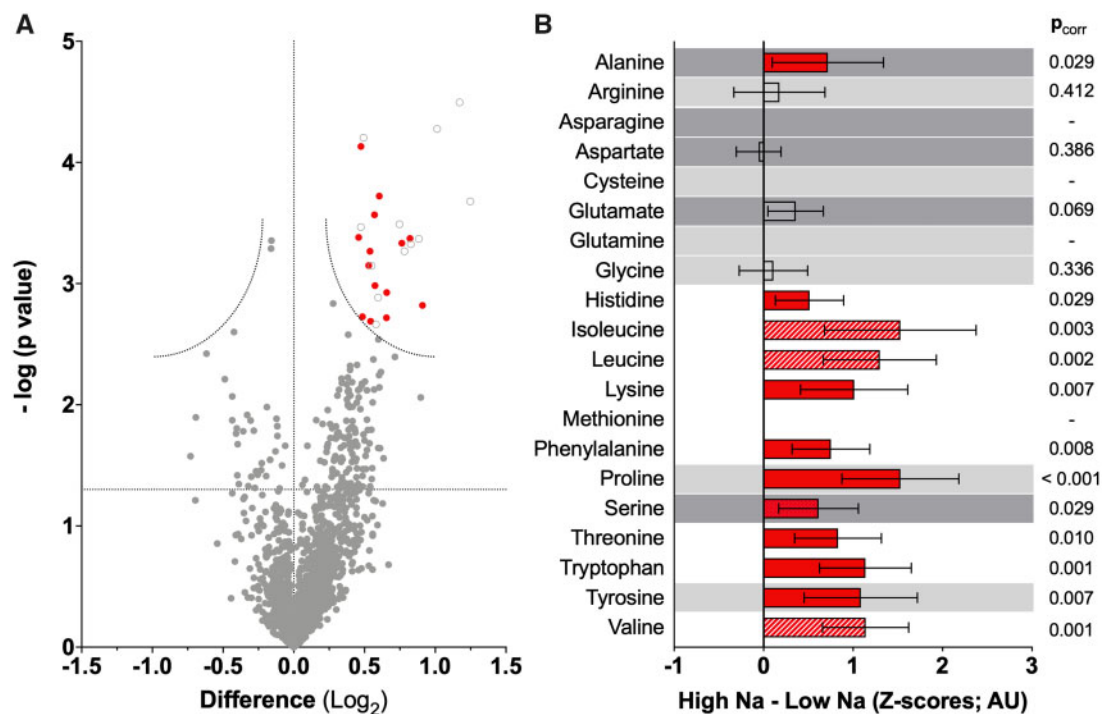 A
5
4
3
2
1
0
- log (p value)
-1.5 -1.0 -0.5 0.0 0.5 1.0 1.5
Difference (Log2)
B
pcorr
Alanine 0.029
Arginine 0.412
Asparagine -
Aspartate 0.386
Cysteine -
Glutamate 0.069
Glutamine -
Glycine 0.336
Histidine 0.029
Isoleucine 0.003
Leucine 0.002
Lysine 0.007
Methionine -
Phenylalanine 0.008
Proline < 0.001
Serine 0.029
Threonine 0.010
Tryptophan 0.001
Tyrosine 0.007
Valine 0.001
-1 0 1 2 3
High Na - Low Na (Z-scores; AU)